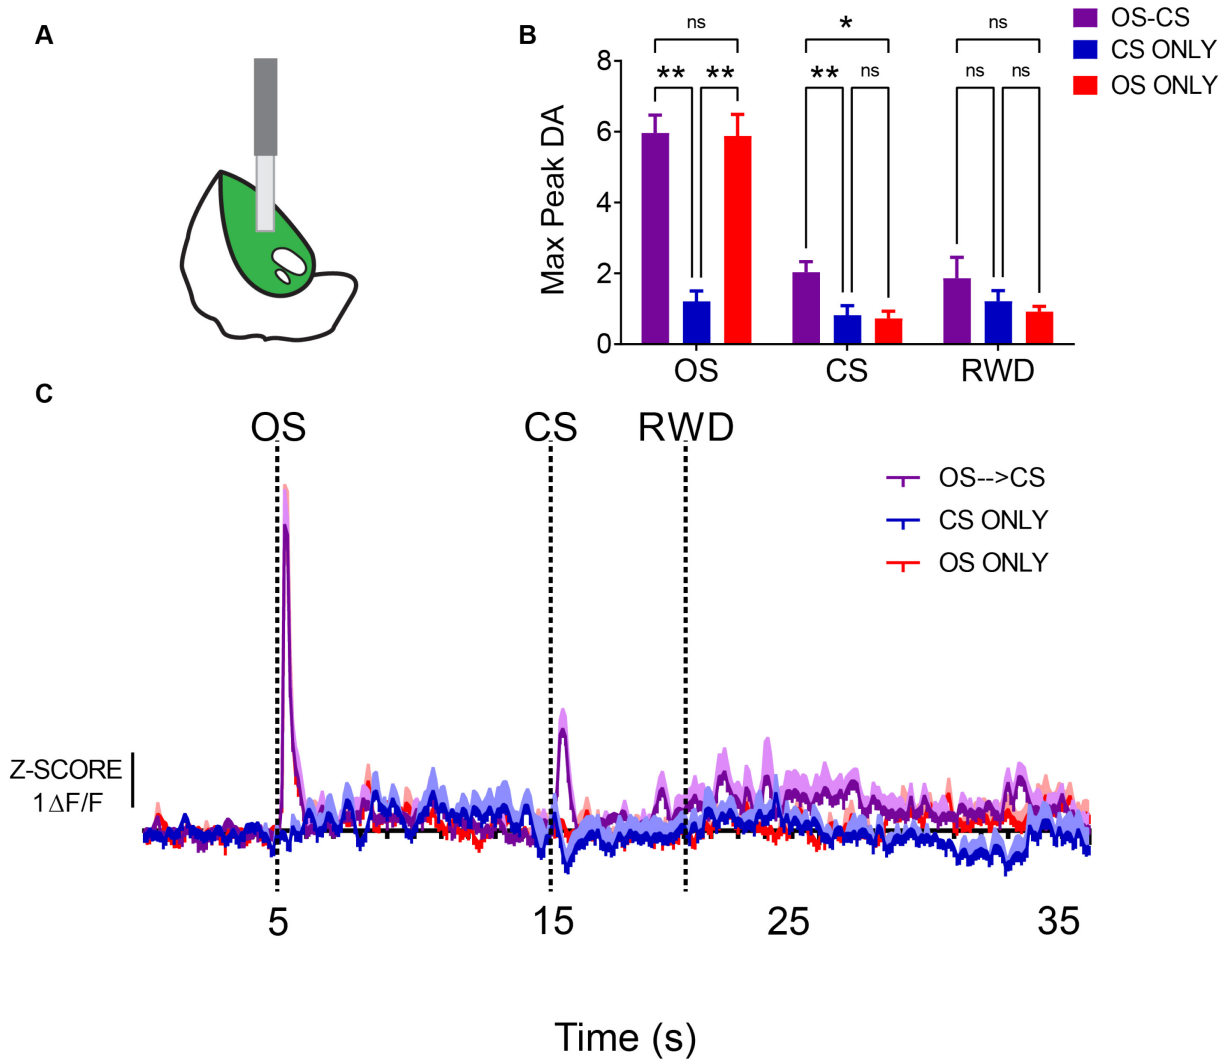 A
B
OS-CS
CS ONLY
OS ONLY
ns
*
ns
** ** ** ns ns ns
Max Peak DA
8
6
4
2
0
OS CS RWD
C
OS CS RWD
OS-->CS
CS ONLY
OS ONLY
Z-SCORE
1ΔF/F
5 15 25 35
Time (s)